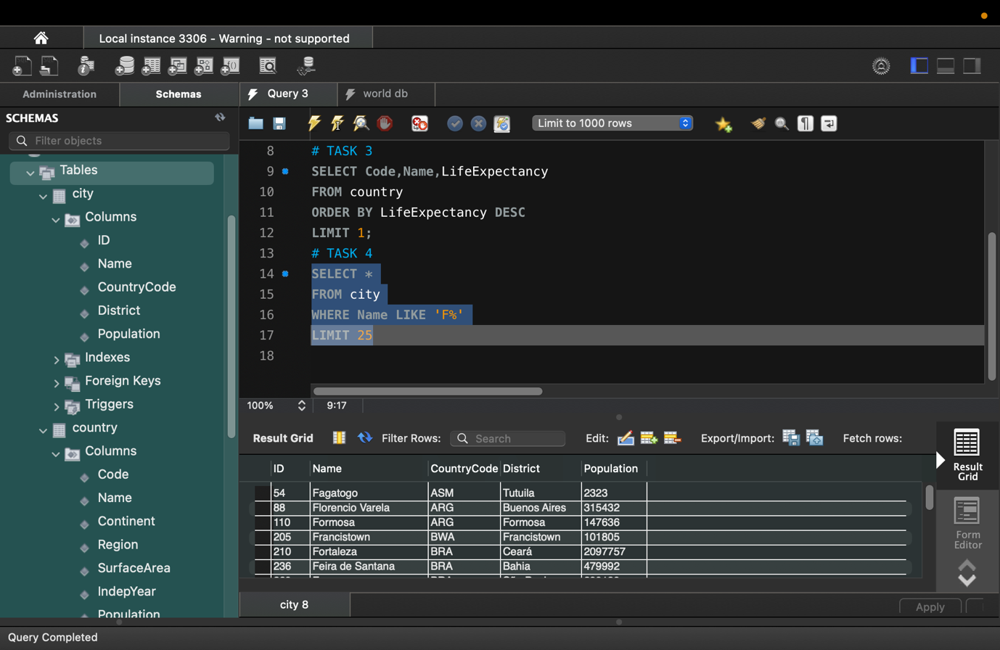 Local instance 3306 - Warning - not supported
Administration
Schemas
Query 3
world db
SCHEMAS
Filter objects
Limit to 1000 rows
Tables
city
Columns
ID
Name
CountryCode
District
Population
Indexes
Foreign Keys
Triggers
country
Columns
Code
Name
Continent
Region
SurfaceArea
IndepYear
Population
8 # TASK 3
9 SELECT Code,Name,LifeExpectancy
10 FROM country
11 ORDER BY LifeExpectancy DESC
12 LIMIT 1;
13 # TASK 4
14 SELECT *
15 FROM city
16 WHERE Name LIKE 'F%'
17 LIMIT 25
18
100% 9:17
Result Grid Filter Rows: Search Edit: Export/Import: Fetch rows:
ID Name CountryCode District Population
54 Fagatogo ASM Tutuila 2323
88 Florencio Varela ARG Buenos Aires 315432
110 Formosa ARG Formosa 147636
205 Francistown BWA Francistown 101805
210 Fortaleza BRA Ceará 2097757
236 Feira de Santana BRA Bahia 479992
Result
Grid
Form
Editor
city 8
Apply
Query Completed